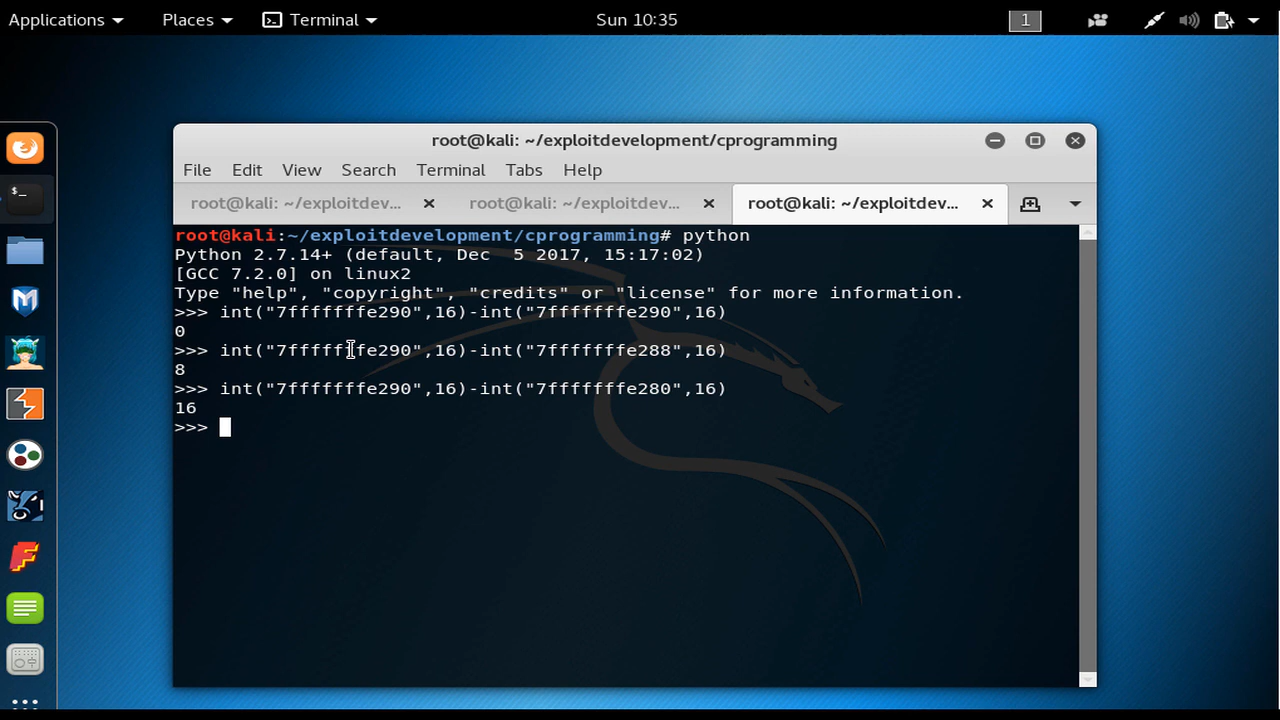 Applications Places Terminal Sun 10:35 1
root@kali: ~/exploitdevelopment/cprogramming
File Edit View Search Terminal Tabs Help
root@kali: ~/exploitdev... root@kali: ~/exploitdev... root@kali: ~/exploitdev...
root@kali:~/exploitdevelopment/cprogramming# python
Python 2.7.14+ (default, Dec  5 2017, 15:17:02)
[GCC 7.2.0] on linux2
Type "help", "copyright", "credits" or "license" for more information.
>>> int("7fffffffe290",16)-int("7fffffffe290",16)
0
>>> int("7fffffffe290",16)-int("7fffffffe288",16)
8
>>> int("7fffffffe290",16)-int("7fffffffe280",16)
16
>>>